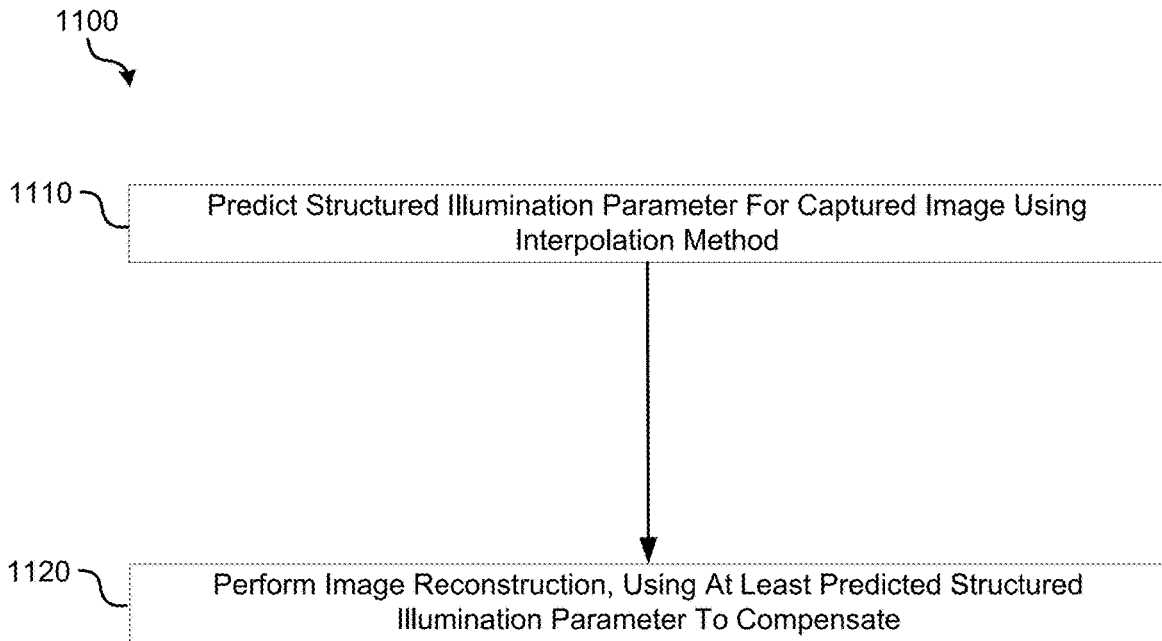 1100
1110
Predict Structured Illumination Parameter For Captured Image Using
Interpolation Method
1120
Perform Image Reconstruction, Using At Least Predicted Structured
Illumination Parameter To Compensate